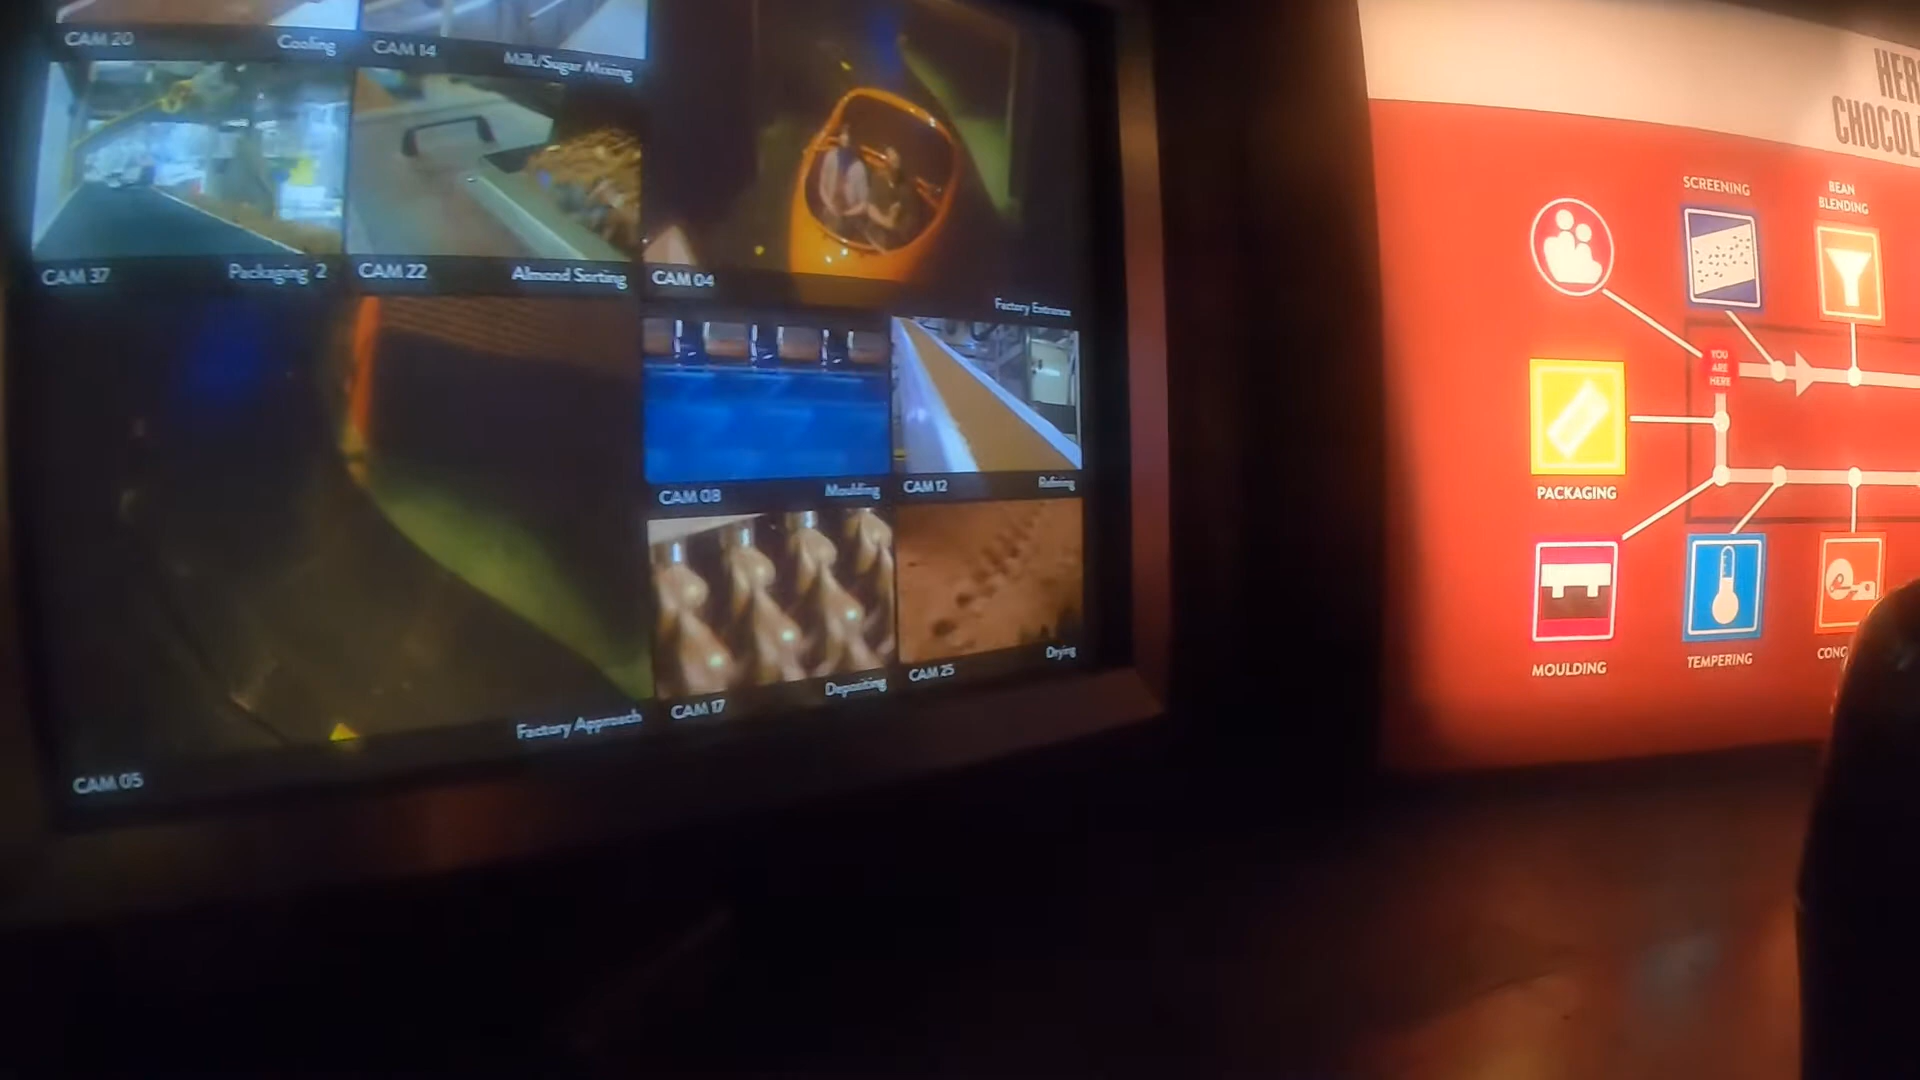 CAM 20
Cooling
CAM 14
Milk/Sugar Mixing
CAM 37
Packaging 2
CAM 22
Almond Sorting
CAM 04
Factory Entrance
CAM 08
Moulding
CAM 12
Refining
CAM 05
Factory Approach
CAM 17
Depositing
CAM 25
Drying
SCREENING
BEAN
BLENDING
YOU
ARE
HERE
PACKAGING
MOULDING
TEMPERING